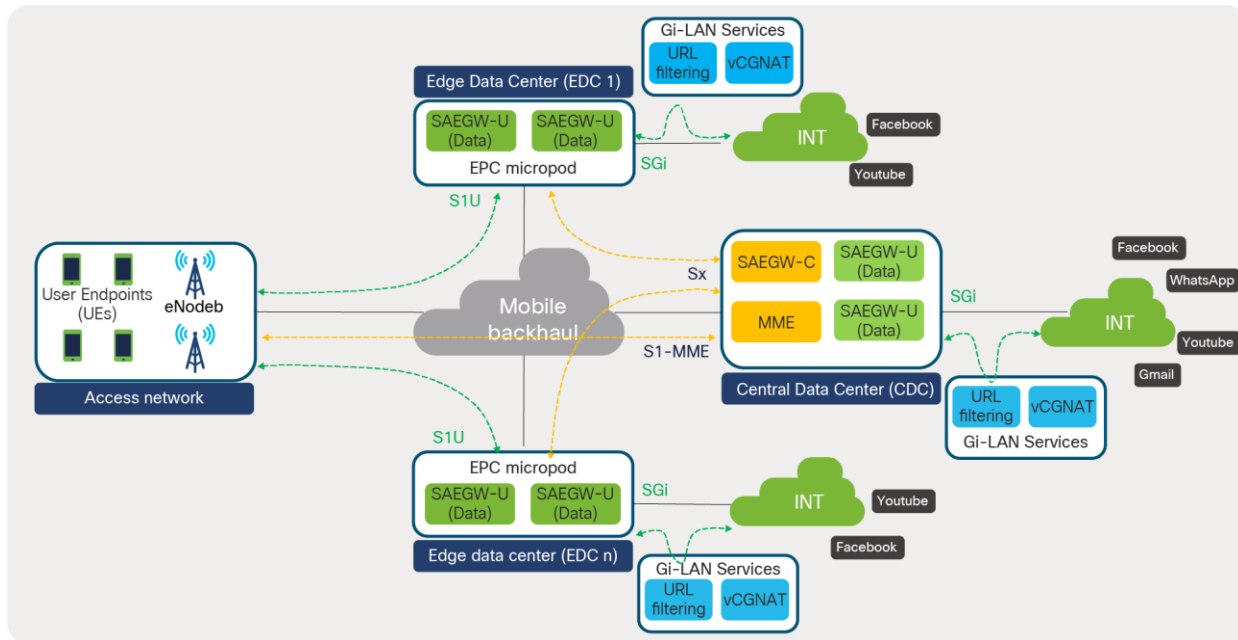 Gi-LAN Services
URL
filtering
vCGNAT
Edge Data Center (EDC 1)
SAEGW-U
(Data)
SAEGW-U
(Data)
EPC micropod
SGi
INT
Facebook
Youtube
S1U
User Endpoints
(UEs)
eNodeb
Access network
Mobile
backhaul
Sx
S1-MME
SAEGW-C
SAEGW-U
(Data)
MME
SAEGW-U
(Data)
Central Data Center (CDC)
SGi
INT
Facebook
WhatsApp
Youtube
Gmail
URL
filtering
vCGNAT
Gi-LAN Services
S1U
EPC micropod
SAEGW-U
(Data)
SAEGW-U
(Data)
Edge data center (EDC n)
SGi
INT
Youtube
Facebook
Gi-LAN Services
URL
filtering
vCGNAT